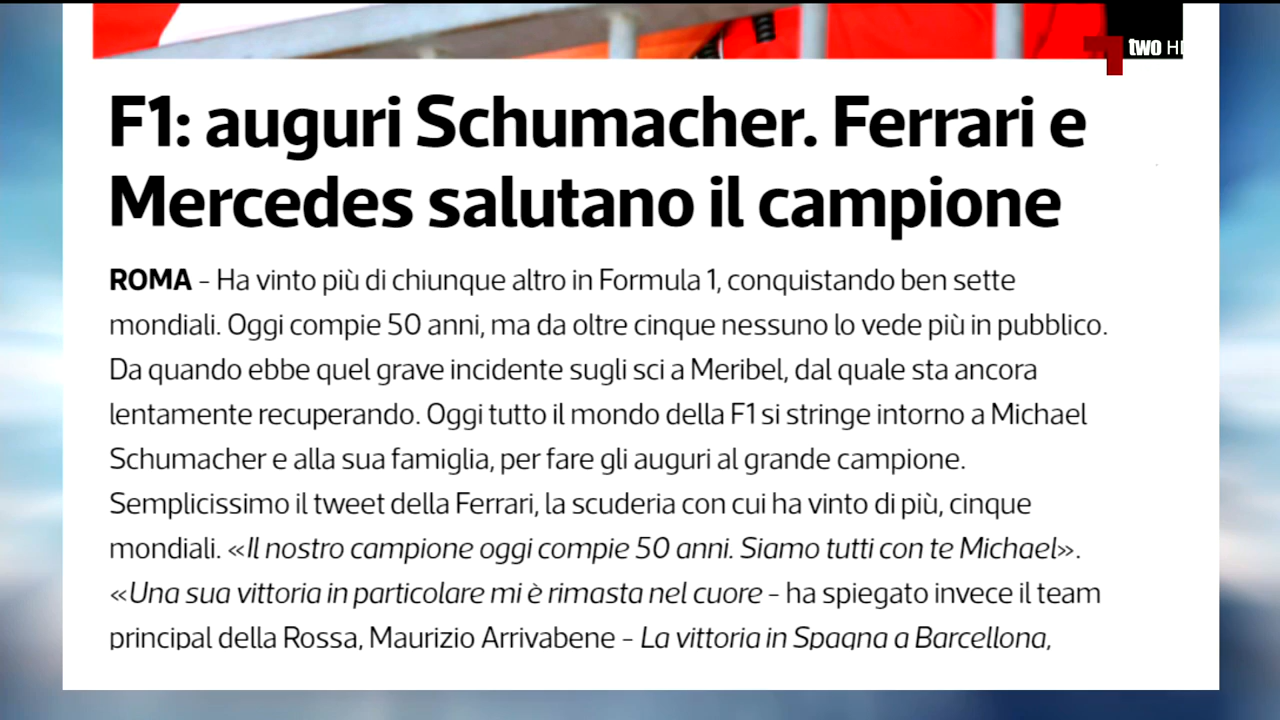 two HD
F1: auguri Schumacher. Ferrari e
Mercedes salutano il campione
ROMA – Ha vinto più di chiunque altro in Formula 1, conquistando ben sette
mondiali. Oggi compie 50 anni, ma da oltre cinque nessuno lo vede più in pubblico.
Da quando ebbe quel grave incidente sugli sci a Meribel, dal quale sta ancora
lentamente recuperando. Oggi tutto il mondo della F1 si stringe intorno a Michael
Schumacher e alla sua famiglia, per fare gli auguri al grande campione.
Semplicissimo il tweet della Ferrari, la scuderia con cui ha vinto di più, cinque
mondiali. «Il nostro campione oggi compie 50 anni. Siamo tutti con te Michael».
«Una sua vittoria in particolare mi è rimasta nel cuore – ha spiegato invece il team
principal della Rossa, Maurizio Arrivabene – La vittoria in Spagna a Barcellona,